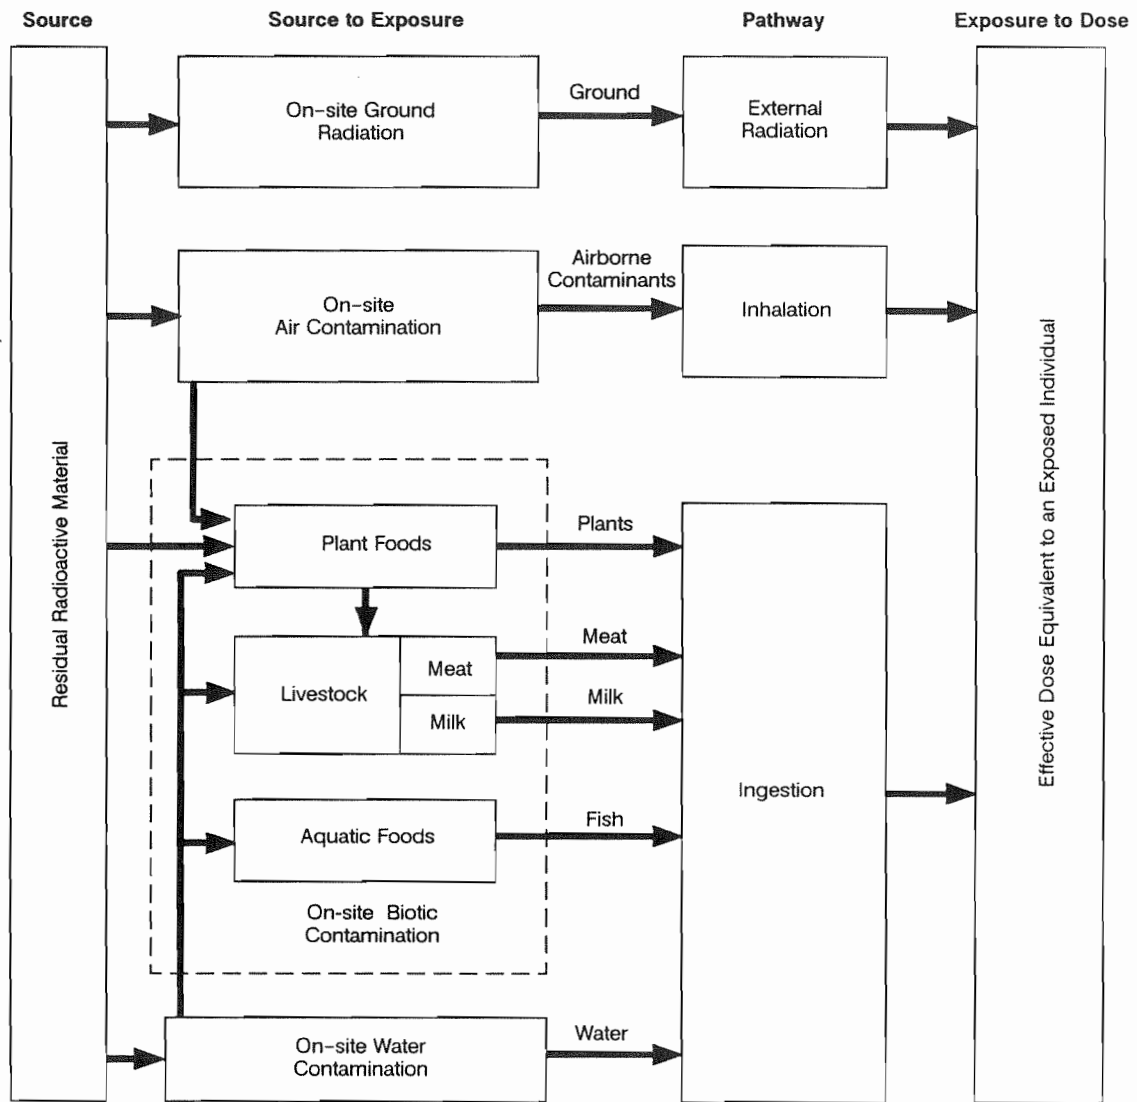 Source
Source to Exposure
Pathway
Exposure to Dose
On-site Ground
Radiation
Ground
External
Radiation
On-site
Air Contamination
Airborne
Contaminants
Inhalation
Residual Radioactive Material
Plant Foods
Plants
Livestock
Meat
Milk
Meat
Milk
Aquatic Foods
Fish
On-site Biotic
Contamination
Ingestion
On-site Water
Contamination
Water
Effective Dose Equivalent to an Exposed Individual